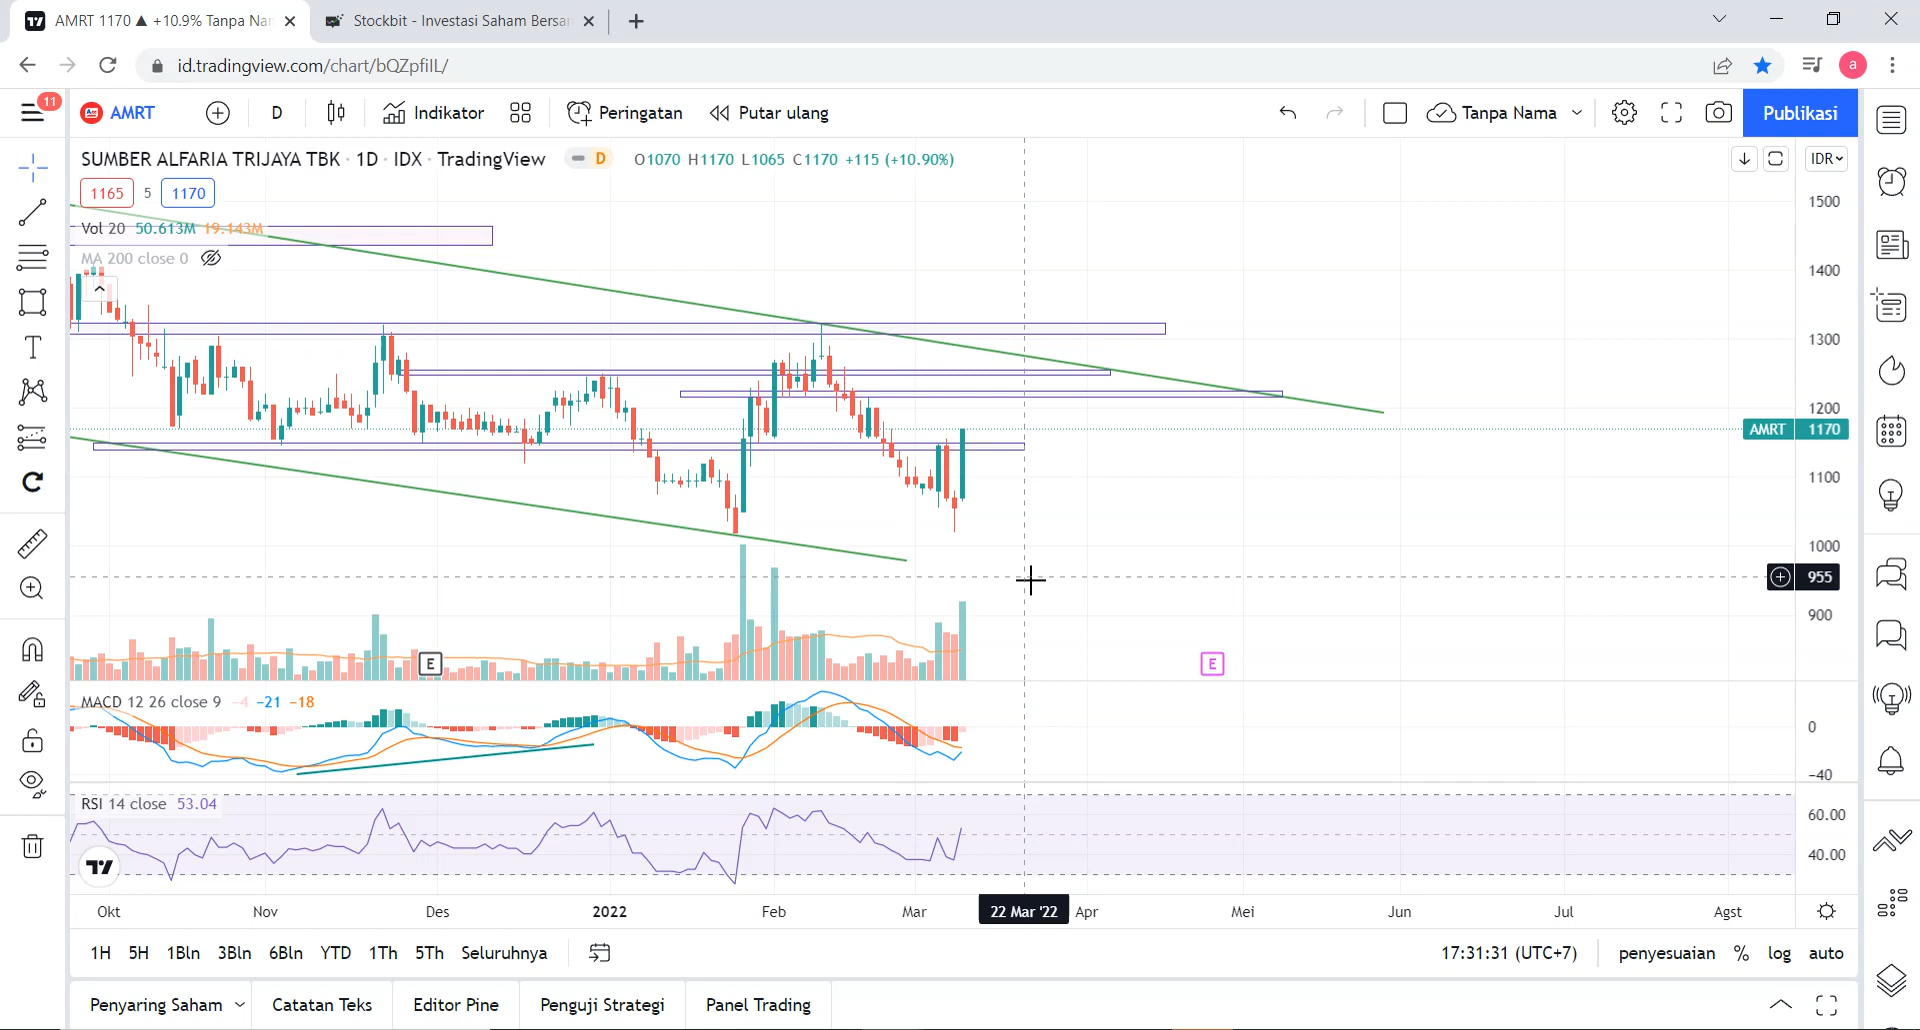 AMRT 1170 ▲ +10.9% Tanpa Nam
Stockbit - Investasi Saham Bersam
id.tradingview.com/chart/bQZpfiIL/
a
11
AMRT
D
Indikator
Peringatan
Putar ulang
Tanpa Nama
Publikasi
SUMBER ALFARIA TRIJAYA TBK · 1D · IDX · TradingView
D
O1070 H1170 L1065 C1170 +115 (+10.90%)
IDR
1165 5 1170
Vol 20 50.613M 19.143M
MA 200 close 0
1500
1400
1300
1200
AMRT 1170
1100
1000
955
900
E
E
MACD 12 26 close 9 −4 −21 −18
0
−40
RSI 14 close 53.04
60.00
40.00
Okt Nov Des 2022 Feb Mar 22 Mar '22 Apr Mei Jun Jul Agst
1H 5H 1Bln 3Bln 6Bln YTD 1Th 5Th Seluruhnya
17:31:31 (UTC+7) penyesuaian % log auto
Penyaring Saham Catatan Teks Editor Pine Penguji Strategi Panel Trading